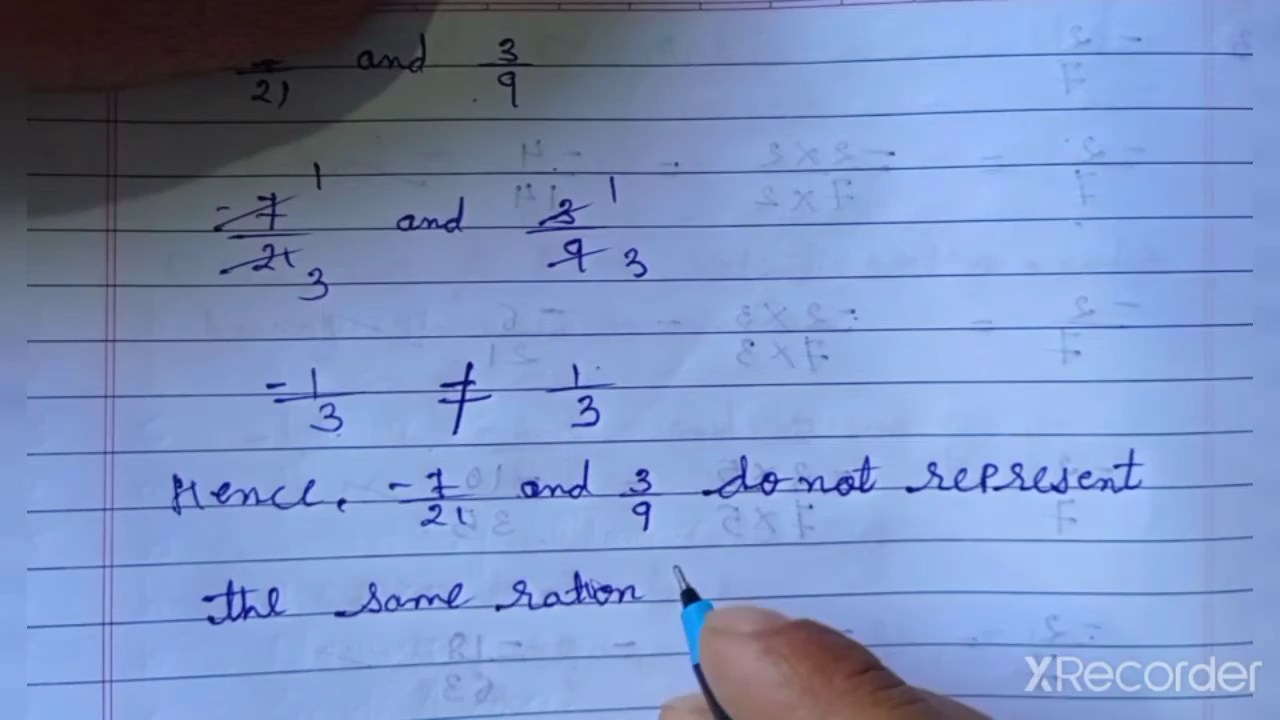 -/21 and 3/9
-7/21 1 3 and 3/9 1 3
-1/3 ≠ 1/3
Hence, -7/21 and 3/9 do not represent
the same ration
XRecorder